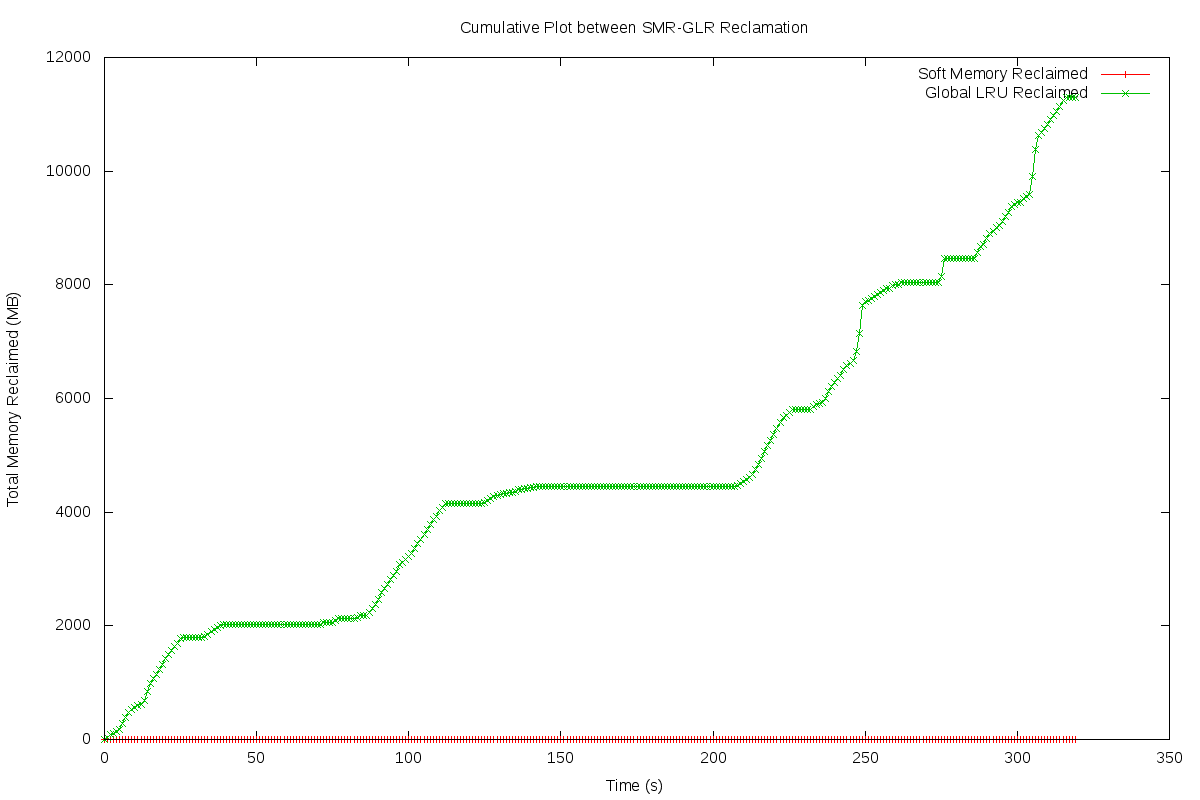 Cumulative Plot between SMR-GLR Reclamation
12000
10000
8000
6000
4000
2000
0
Total Memory Reclaimed (MB)
Soft Memory Reclaimed
Global LRU Reclaimed
0 50 100 150 200 250 300 350
Time (s)